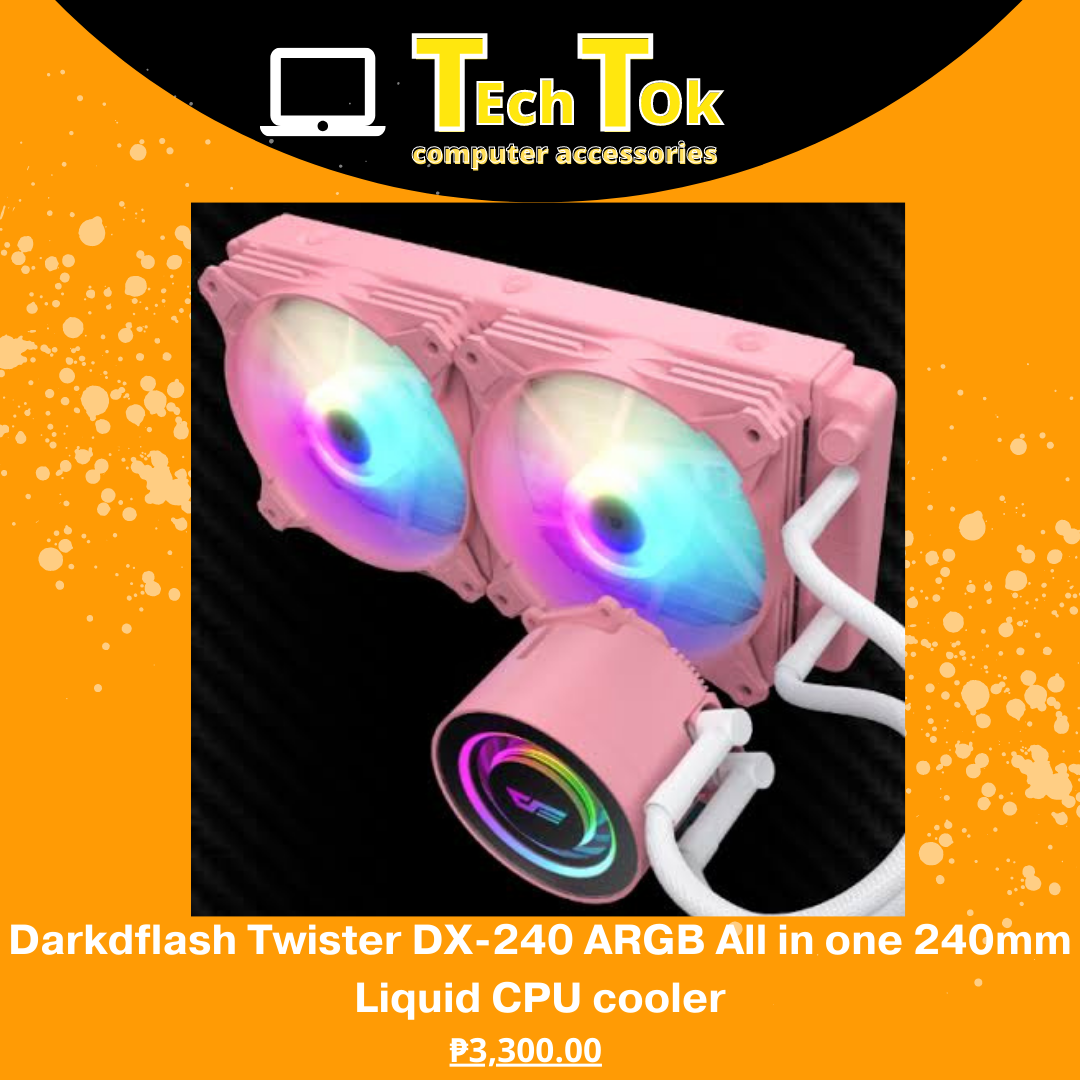 TEch TOk
computer accessories
Darkdflash Twister DX-240 ARGB All in one 240mm
Liquid CPU cooler
₱3,300.00